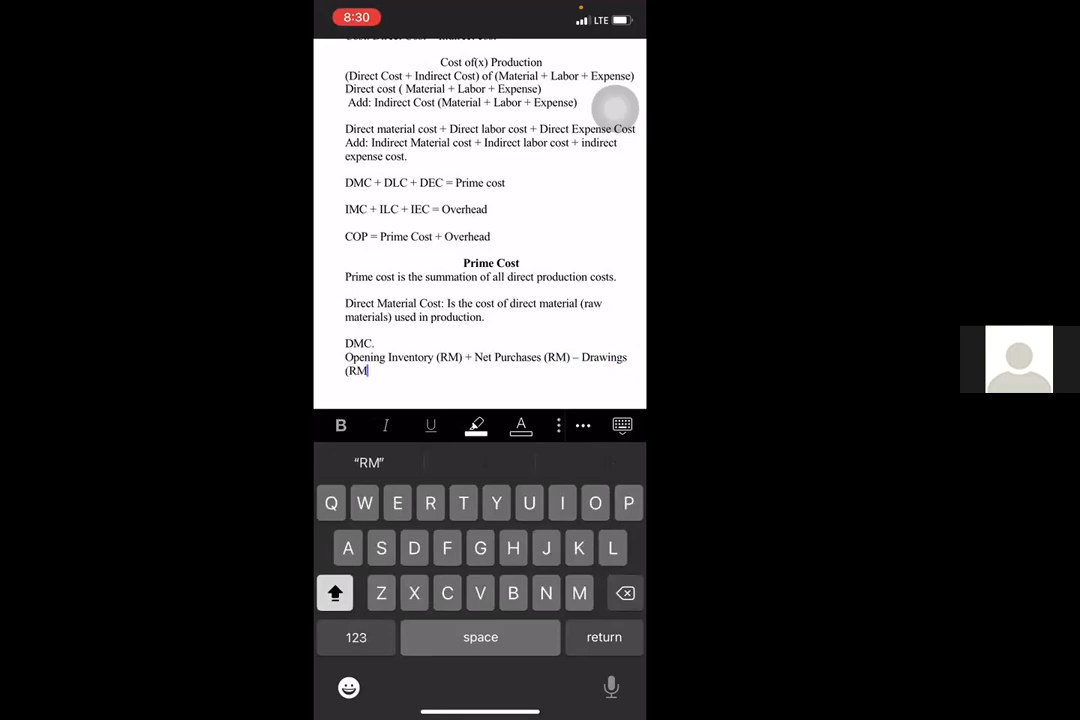 8:30
LTE
Cost of(x) Production
(Direct Cost + Indirect Cost) of (Material + Labor + Expense)
Direct cost ( Material + Labor + Expense)
Add: Indirect Cost (Material + Labor + Expense)
Direct material cost + Direct labor cost + Direct Expense Cost
Add: Indirect Material cost + Indirect labor cost + indirect
expense cost.
DMC + DLC + DEC = Prime cost
IMC + ILC + IEC = Overhead
COP = Prime Cost + Overhead
Prime Cost
Prime cost is the summation of all direct production costs.
Direct Material Cost: Is the cost of direct material (raw
materials) used in production.
DMC.
Opening Inventory (RM) + Net Purchases (RM) – Drawings
(RM
B I U A
“RM”
Q W E R T Y U I O P
A S D F G H J K L
Z X C V B N M
123 space return